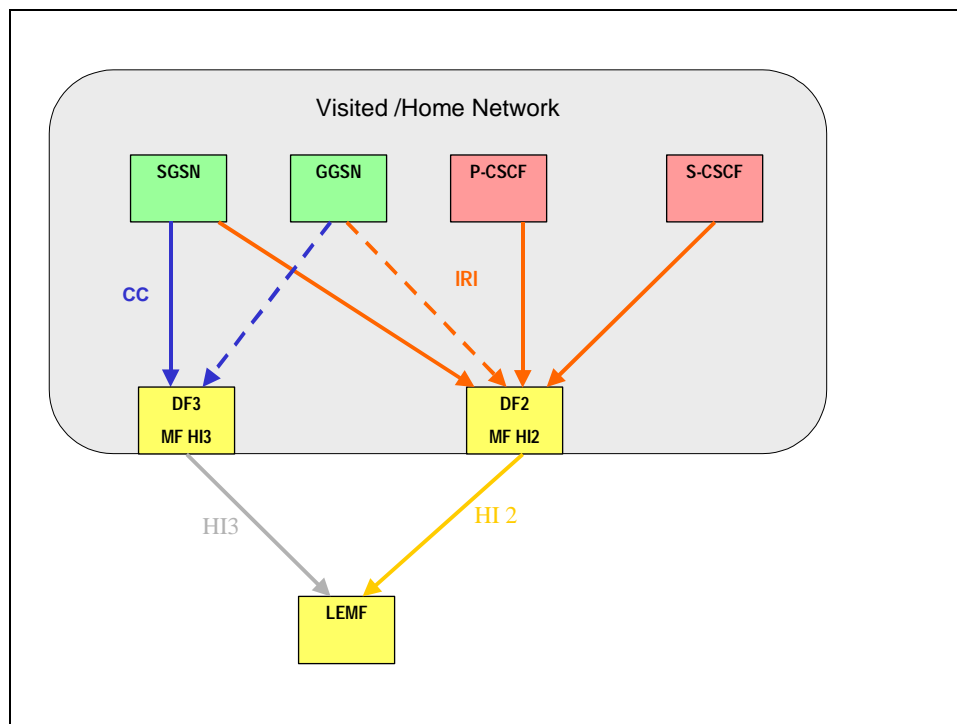 Visited /Home Network
SGSN
GGSN
P-CSCF
S-CSCF
CC
IRI
DF3
MF HI3
DF2
MF HI2
HI3
HI 2
LEMF